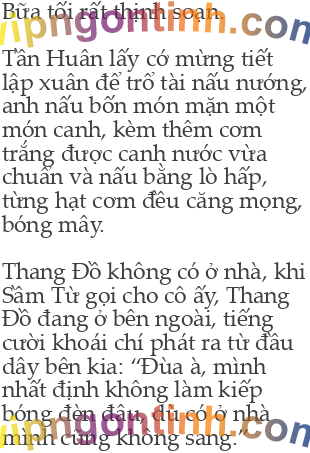 Bữa tối rất thịnh soạn.
vipngontinh.com
Tần Huân lấy cớ mừng tiết
lập xuân để trổ tài nấu nướng,
anh nấu bốn món mặn một
món canh, kèm thêm cơm
trắng được canh nước vừa
chuẩn và nấu bằng lò hấp,
từng hạt cơm đều căng mọng,
bóng mây.
Thang Đồ không có ở nhà, khi
Sầm Từ gọi cho cô ấy, Thang
Đồ đang ở bên ngoài, tiếng
cười khoái chí phát ra từ đầu
dây bên kia: “Đùa à, mình
nhất định không làm kiếp
bóng đèn đâu, dù có ở nhà
vipngontinh.com
mình cũng không sang.”